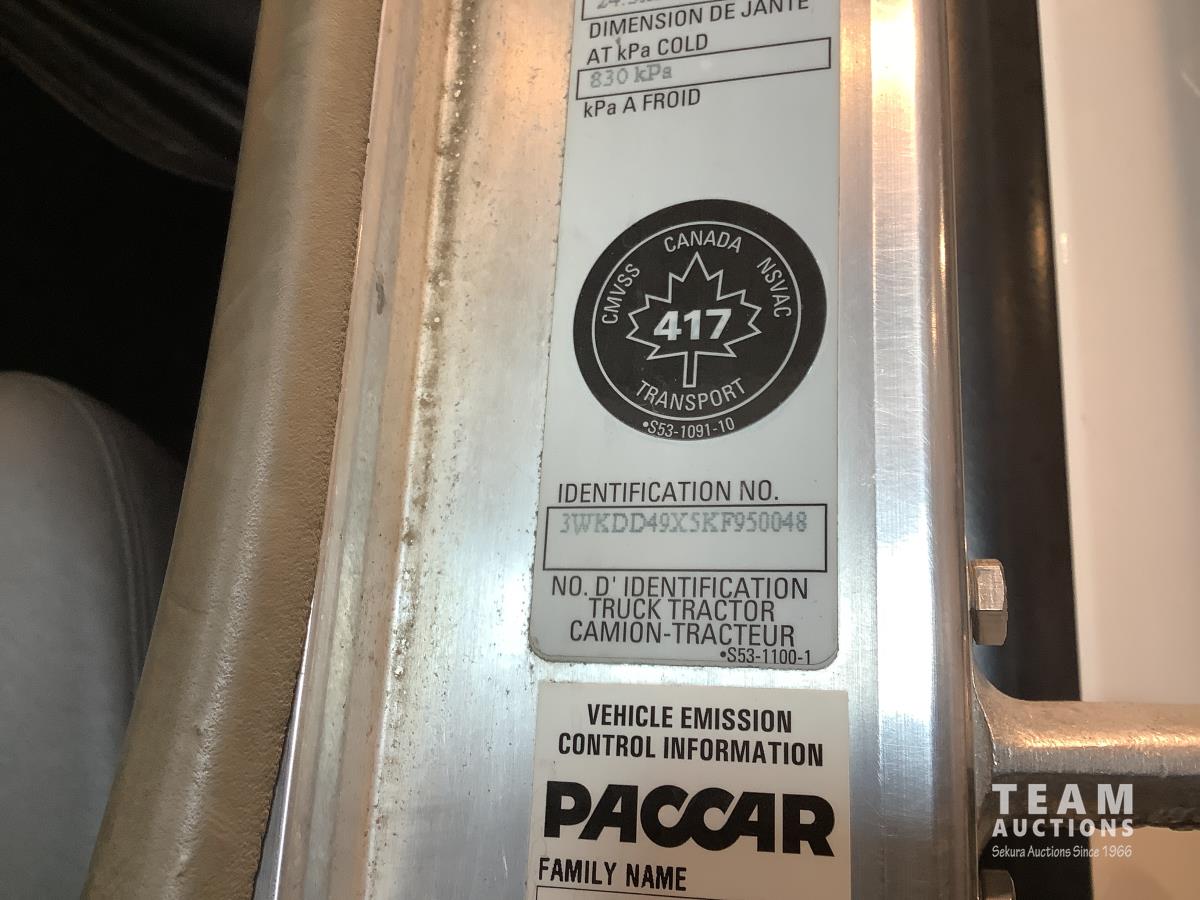 DIMENSION DE JANTE
AT kPa COLD
830 kPa
kPa A FROID
CANADA
CMVSS
NSVAC
417
TRANSPORT
•S53-1091-10
IDENTIFICATION NO.
3WKDD49X5KF950048
NO. D' IDENTIFICATION
TRUCK TRACTOR
CAMION-TRACTEUR
•S53-1100-1
VEHICLE EMISSION
CONTROL INFORMATION
PACCAR
FAMILY NAME
TEAM
AUCTIONS
Sekura Auctions Since 1966